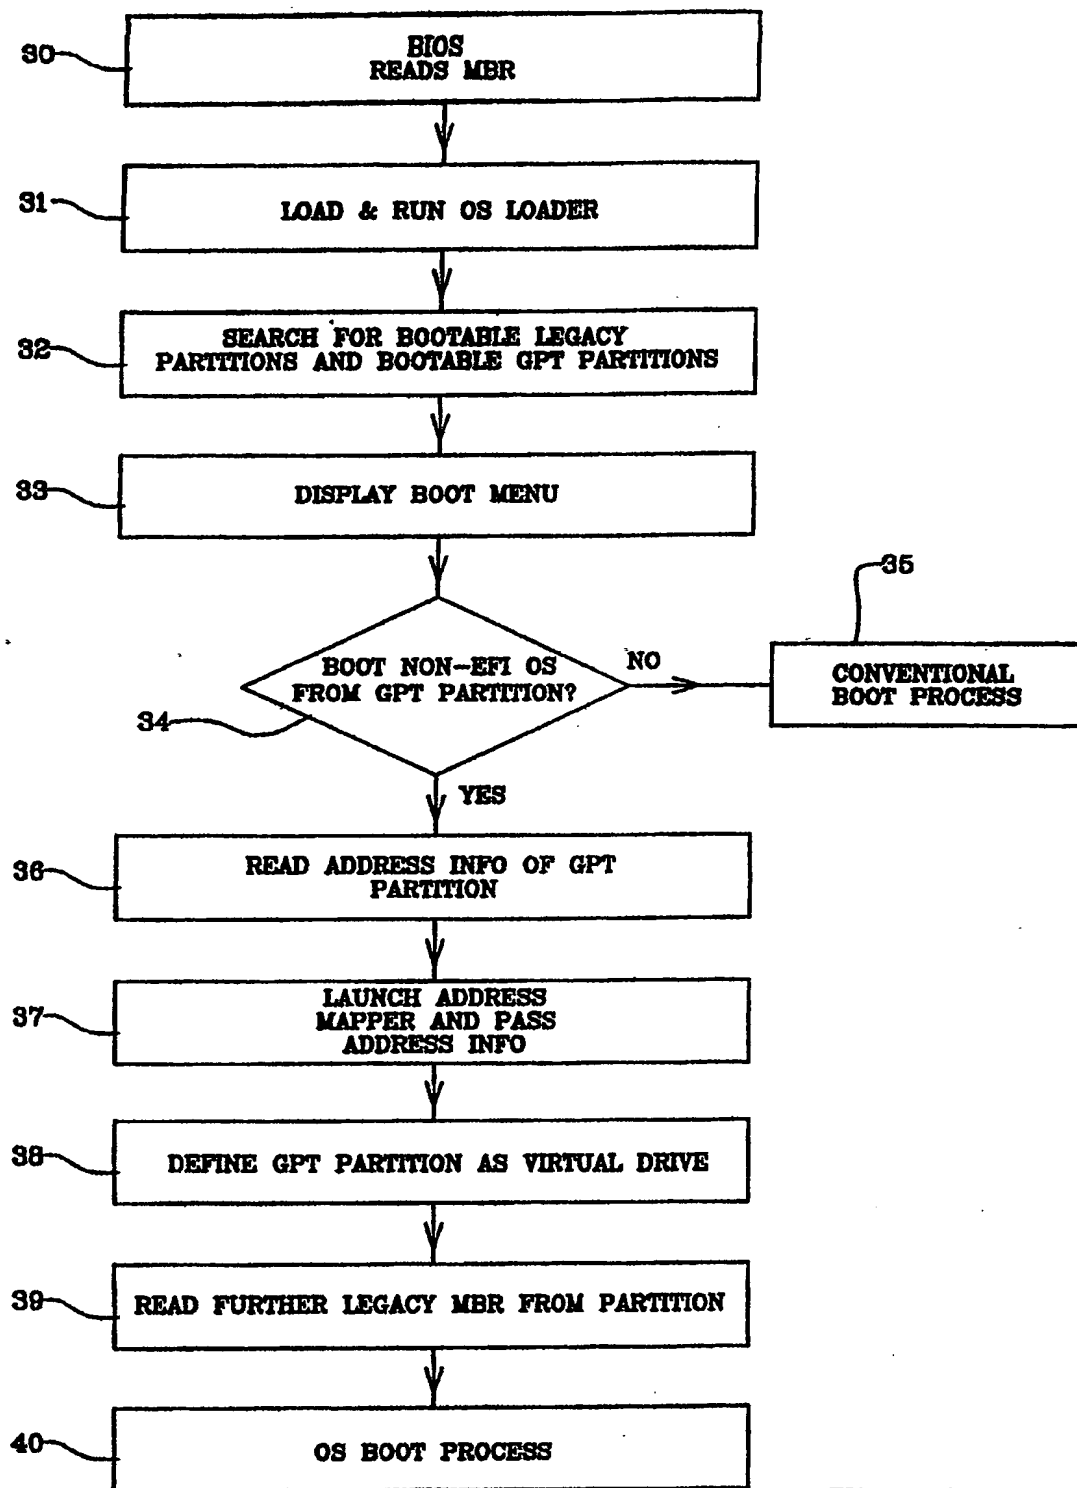 30
BIOS
READS MBR
31
LOAD & RUN OS LOADER
32
SEARCH FOR BOOTABLE LEGACY
PARTITIONS AND BOOTABLE GPT PARTITIONS
33
DISPLAY BOOT MENU
35
BOOT NON-EFI OS
FROM GPT PARTITION?
NO
CONVENTIONAL
BOOT PROCESS
34
YES
36
READ ADDRESS INFO OF GPT
PARTITION
37
LAUNCH ADDRESS
MAPPER AND PASS
ADDRESS INFO
38
DEFINE GPT PARTITION AS VIRTUAL DRIVE
39
READ FURTHER LEGACY MBR FROM PARTITION
40
OS BOOT PROCESS